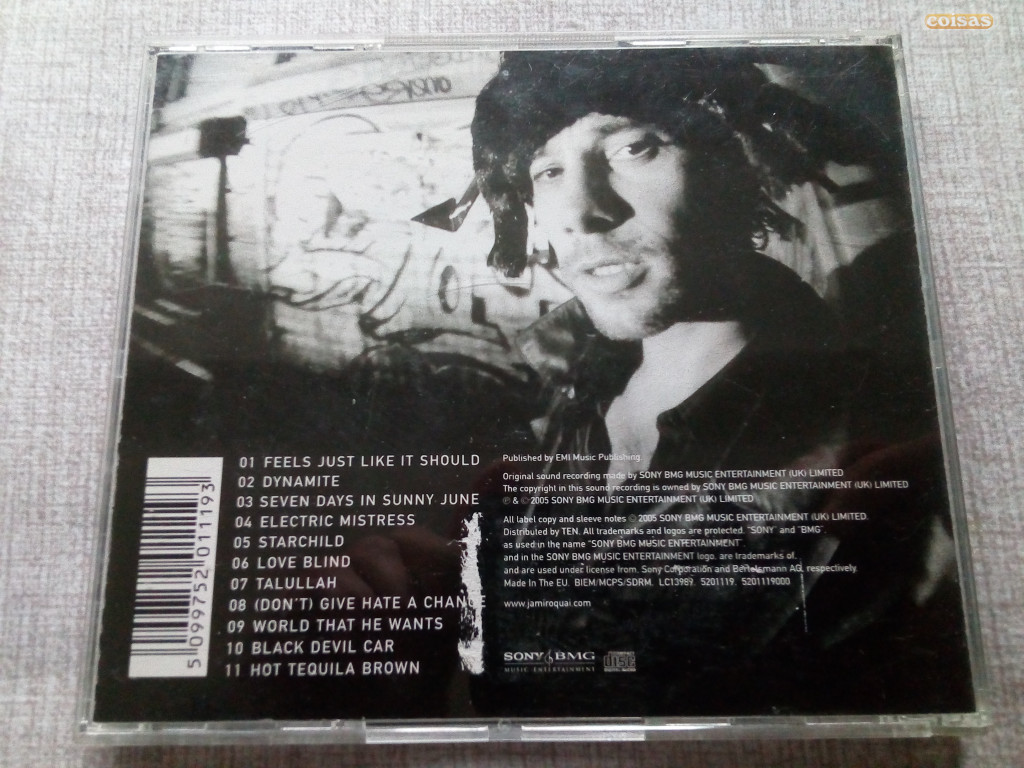 coisas
01 FEELS JUST LIKE IT SHOULD
02 DYNAMITE
03 SEVEN DAYS IN SUNNY JUNE
04 ELECTRIC MISTRESS
05 STARCHILD
06 LOVE BLIND
07 TALULLAH
08 (DON'T) GIVE HATE A CHANCE
09 WORLD THAT HE WANTS
10 BLACK DEVIL CAR
11 HOT TEQUILA BROWN
5 099752 011193
Published by EMI Music Publishing.
Original sound recording made by SONY BMG MUSIC ENTERTAINMENT (UK) LIMITED
The copyright in this sound recording is owned by SONY BMG MUSIC ENTERTAINMENT (UK) LIMITED
℗ & © 2005 SONY BMG MUSIC ENTERTAINMENT (UK) LIMITED
All label copy and sleeve notes © 2005 SONY BMG MUSIC ENTERTAINMENT (UK) LIMITED.
Distributed by TEN. All trademarks and logos are protected. "SONY" and "BMG",
as used in the name "SONY BMG MUSIC ENTERTAINMENT",
and in the SONY BMG MUSIC ENTERTAINMENT logo, are trademarks of,
and are used under license from, Sony Corporation and Bertelsmann AG, respectively.
Made In The EU. BIEM/MCPS/SDRM. LC13989. 5201119. 5201119000
www.jamiroquai.com
SONY BMG
MUSIC ENTERTAINMENT
disc